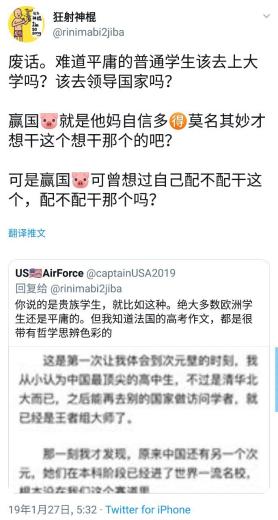 狂射神棍
@rinimabi2jiba
废话。难道平庸的普通学生该去上大
学吗?该去领导国家吗?
赢国🐷就是他妈自信多🉐莫名其妙才
想干这个想干那个的吧?
可是赢国🐷可曾想过自己配不配干这
个,配不配干那个吗?
翻译推文
US🇺🇸AirForce @captainUSA2019
回复给 @rinimabi2jiba
你说的是贵族学生,就比如这种。绝大多数欧洲学
生还是平庸的。但我知道法国的高考作文,都是很
带有哲学思辨色彩的
这是第一次让我体会到次元壁的时刻,我
从小认为中国最顶尖的高中生,不过是清华北
大而已,之后能再去别的国家做访问学者,就
已经是王者组大师了。
那一刻我才发现,原来中国还有另一个次
元,她们在本科阶段已经进了世界一流名校,
19年1月27日, 5:32 · Twitter for iPhone